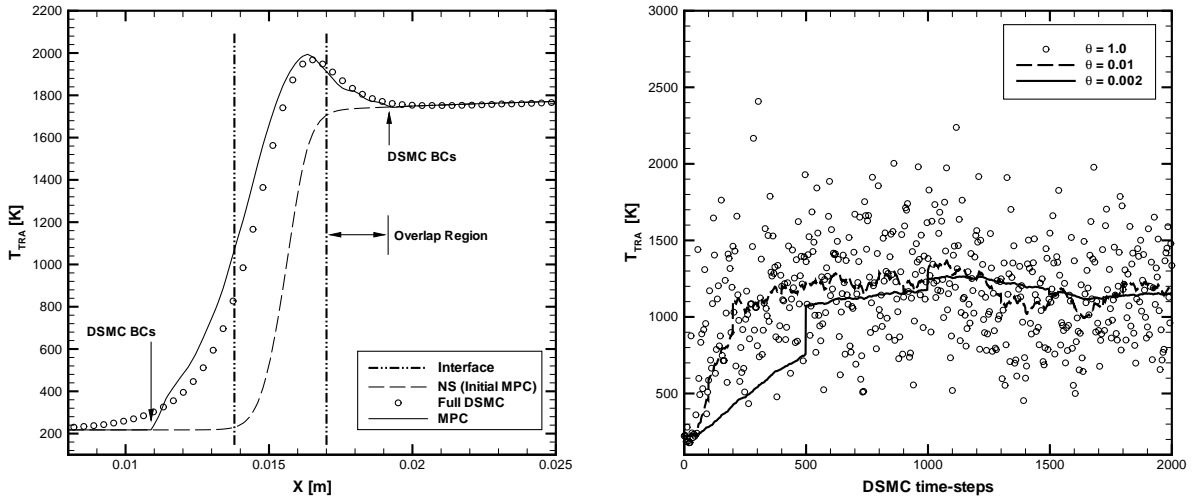 2200
2000
1800
1600
1400
1200
1000
800
600
400
200
T_TRA [K]
DSMC BCs
DSMC BCs
Overlap Region
Interface
NS (Initial MPC)
Full DSMC
MPC
0.01
0.015
0.02
0.025
X [m]
3000
2500
2000
1500
1000
500
T_TRA [K]
θ = 1.0
θ = 0.01
θ = 0.002
0
500
1000
1500
2000
DSMC time-steps